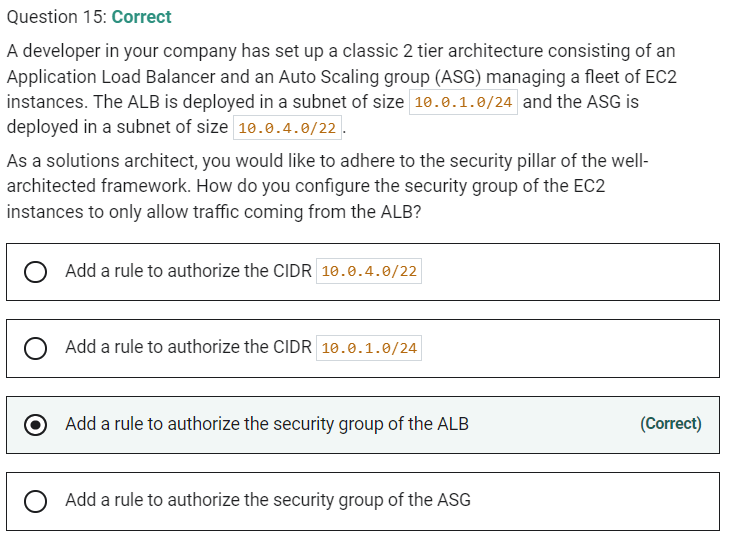 Question 15: Correct
A developer in your company has set up a classic 2 tier architecture consisting of an
Application Load Balancer and an Auto Scaling group (ASG) managing a fleet of EC2
instances. The ALB is deployed in a subnet of size 10.0.1.0/24 and the ASG is
deployed in a subnet of size 10.0.4.0/22.
As a solutions architect, you would like to adhere to the security pillar of the well-
architected framework. How do you configure the security group of the EC2
instances to only allow traffic coming from the ALB?
Add a rule to authorize the CIDR 10.0.4.0/22
Add a rule to authorize the CIDR 10.0.1.0/24
Add a rule to authorize the security group of the ALB (Correct)
Add a rule to authorize the security group of the ASG